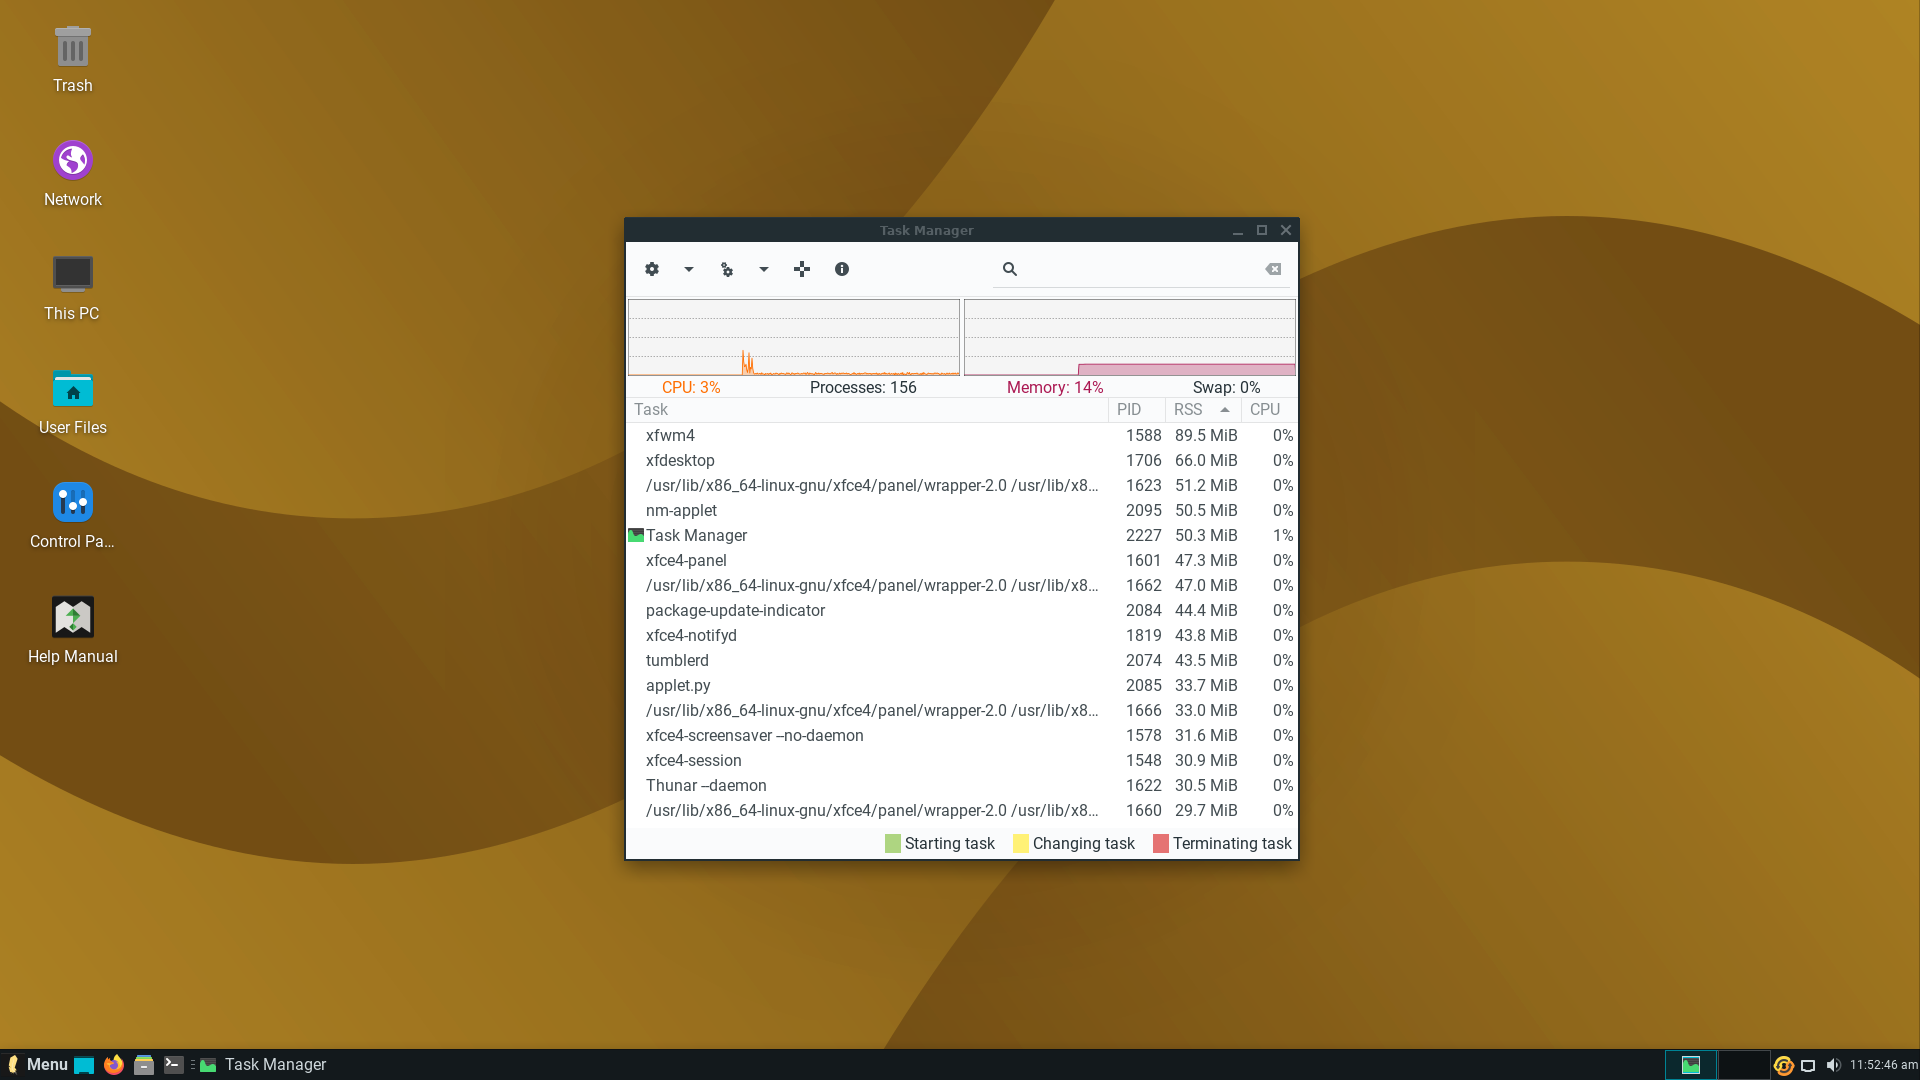 Trash
Network
This PC
User Files
Control Pa...
Help Manual
Task Manager
CPU: 3% Processes: 156 Memory: 14% Swap: 0%
Task PID RSS CPU
xfwm4 1588 89.5 MiB 0%
xfdesktop 1706 66.0 MiB 0%
/usr/lib/x86_64-linux-gnu/xfce4/panel/wrapper-2.0 /usr/lib/x8... 1623 51.2 MiB 0%
nm-applet 2095 50.5 MiB 0%
Task Manager 2227 50.3 MiB 1%
xfce4-panel 1601 47.3 MiB 0%
/usr/lib/x86_64-linux-gnu/xfce4/panel/wrapper-2.0 /usr/lib/x8... 1662 47.0 MiB 0%
package-update-indicator 2084 44.4 MiB 0%
xfce4-notifyd 1819 43.8 MiB 0%
tumblerd 2074 43.5 MiB 0%
applet.py 2085 33.7 MiB 0%
/usr/lib/x86_64-linux-gnu/xfce4/panel/wrapper-2.0 /usr/lib/x8... 1666 33.0 MiB 0%
xfce4-screensaver --no-daemon 1578 31.6 MiB 0%
xfce4-session 1548 30.9 MiB 0%
Thunar --daemon 1622 30.5 MiB 0%
/usr/lib/x86_64-linux-gnu/xfce4/panel/wrapper-2.0 /usr/lib/x8... 1660 29.7 MiB 0%
Starting task Changing task Terminating task
Menu Task Manager 11:52:46 am